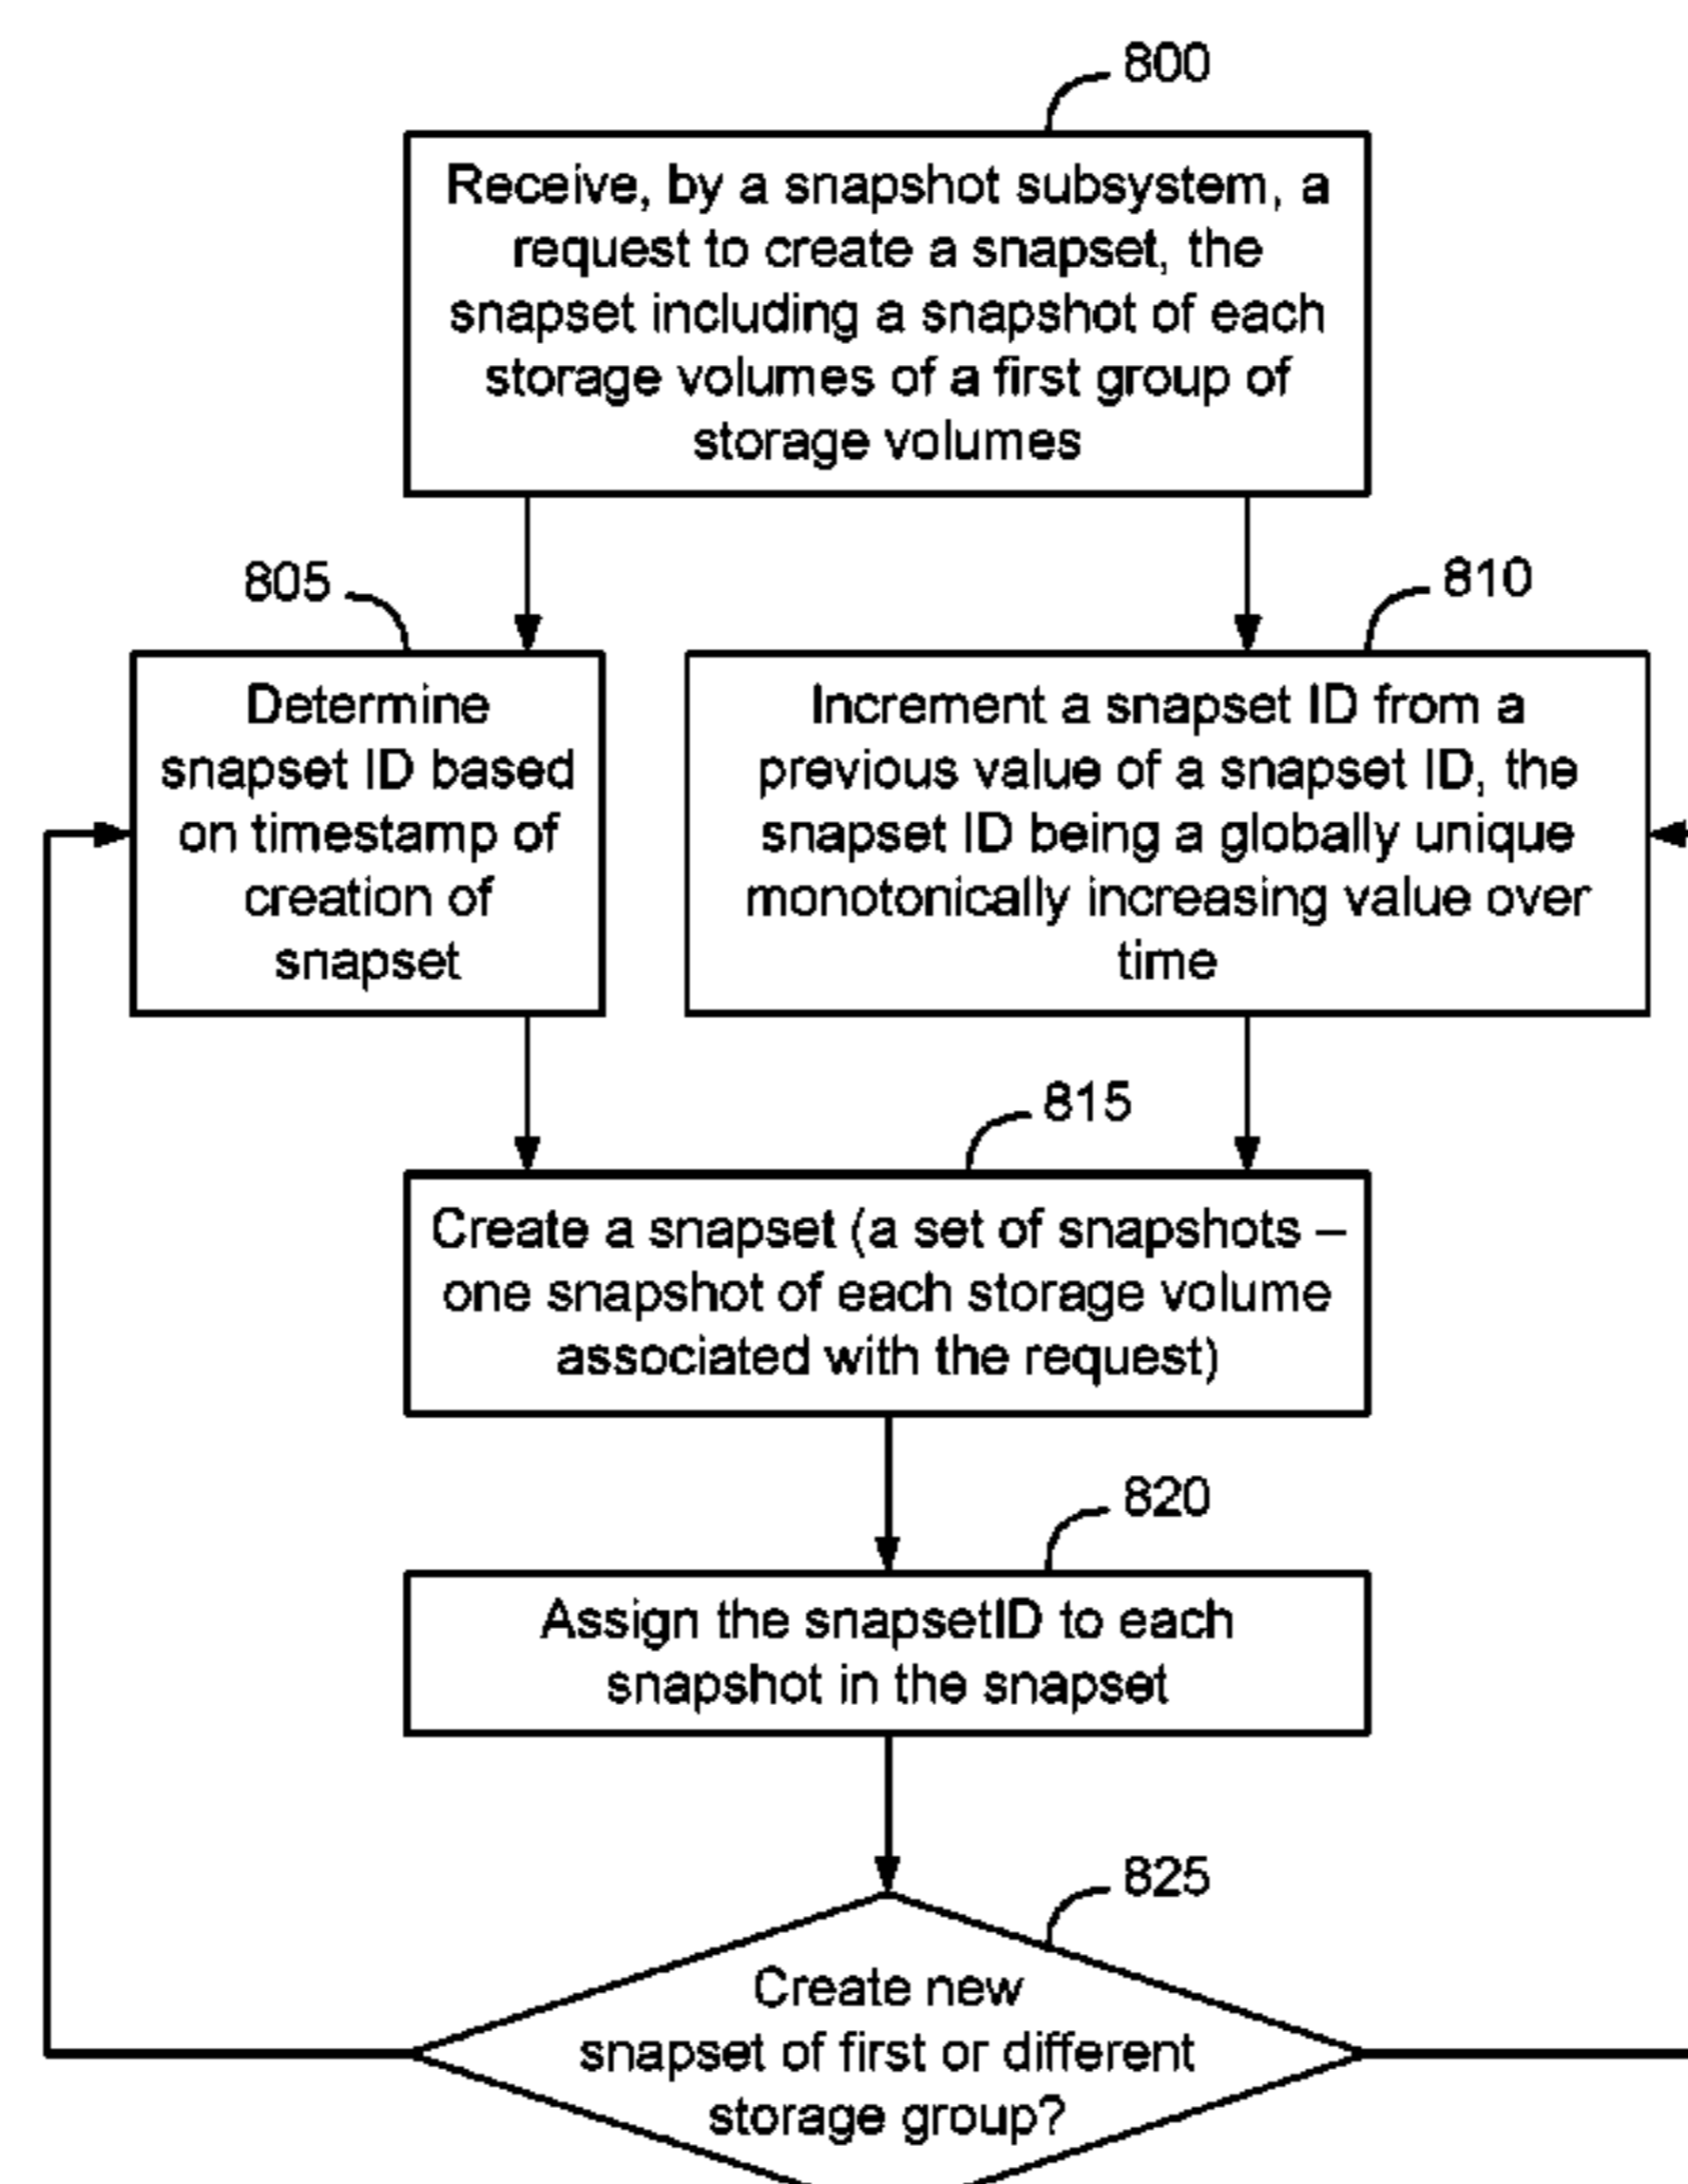 800
Receive, by a snapshot subsystem, a
request to create a snapset, the
snapset including a snapshot of each
storage volumes of a first group of
storage volumes
805
Determine
snapset ID based
on timestamp of
creation of
snapset
810
Increment a snapset ID from a
previous value of a snapset ID, the
snapset ID being a globally unique
monotonically increasing value over
time
815
Create a snapset (a set of snapshots –
one snapshot of each storage volume
associated with the request)
820
Assign the snapsetID to each
snapshot in the snapset
825
Create new
snapset of first or different
storage group?